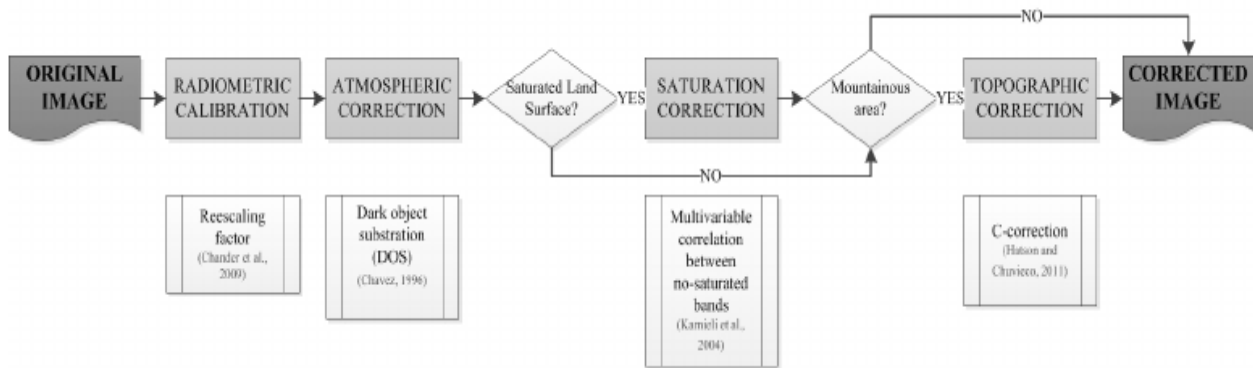 NO
ORIGINAL
IMAGE
RADIOMETRIC
CALIBRATION
ATMOSPHERIC
CORRECTION
Saturated Land
Surface?
YES
SATURATION
CORRECTION
Mountainous
area?
YES
TOPOGRAPHIC
CORRECTION
CORRECTED
IMAGE
NO
Reescaling
factor
(Chander et al.,
2009)
Dark object
substration
(DOS)
(Chavez, 1996)
Multivariable
correlation
between
no-saturated
bands
(Karnieli et al.,
2004)
C-correction
(Hatson and
Chuvieco, 2011)